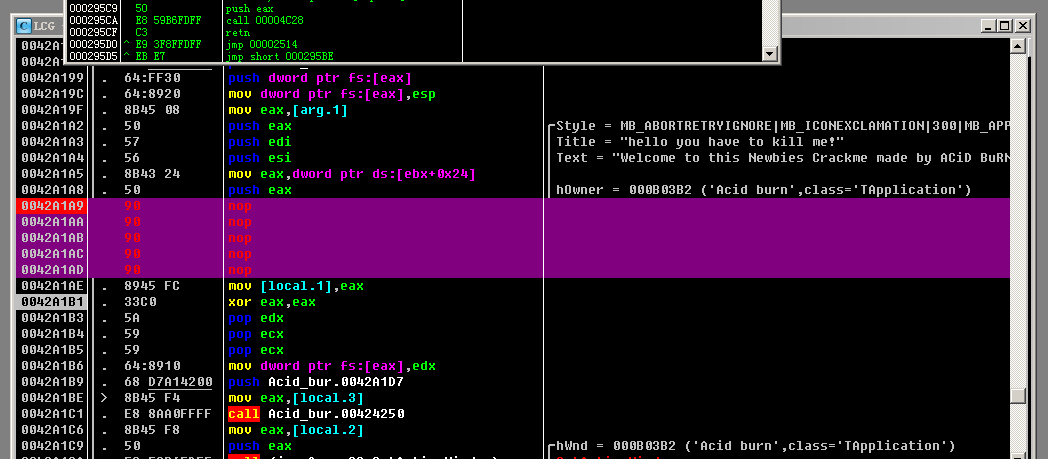 000295C9 50 push eax
000295CA E8 59B6FDFF call 00004C28
000295CF C3 retn
000295D0 ^ E9 3F8FFDFF jmp 00002514
000295D5 ^ EB E7 jmp short 000295BE
C LCG
0042A199 . 64:FF30 push dword ptr fs:[eax]
0042A19C . 64:8920 mov dword ptr fs:[eax],esp
0042A19F . 8B45 08 mov eax,[arg.1]
0042A1A2 . 50 push eax Style = MB_ABORTRETRYIGNORE|MB_ICONEXCLAMATION|300|MB_APP
0042A1A3 . 57 push edi Title = "hello you have to kill me!"
0042A1A4 . 56 push esi Text = "Welcome to this Newbies Crackme made by ACiD BuRN
0042A1A5 . 8B43 24 mov eax,dword ptr ds:[ebx+0x24]
0042A1A8 . 50 push eax hOwner = 000B03B2 ('Acid burn',class='TApplication')
0042A1A9 90 nop
0042A1AA 90 nop
0042A1AB 90 nop
0042A1AC 90 nop
0042A1AD 90 nop
0042A1AE . 8945 FC mov [local.1],eax
0042A1B1 . 33C0 xor eax,eax
0042A1B3 . 5A pop edx
0042A1B4 . 59 pop ecx
0042A1B5 . 59 pop ecx
0042A1B6 . 64:8910 mov dword ptr fs:[eax],edx
0042A1B9 . 68 D7A14200 push Acid_bur.0042A1D7
0042A1BE > 8B45 F4 mov eax,[local.3]
0042A1C1 . E8 8AA0FFFF call Acid_bur.00424250
0042A1C6 . 8B45 F8 mov eax,[local.2]
0042A1C9 . 50 push eax hWnd = 000B03B2 ('Acid burn',class='TApplication')